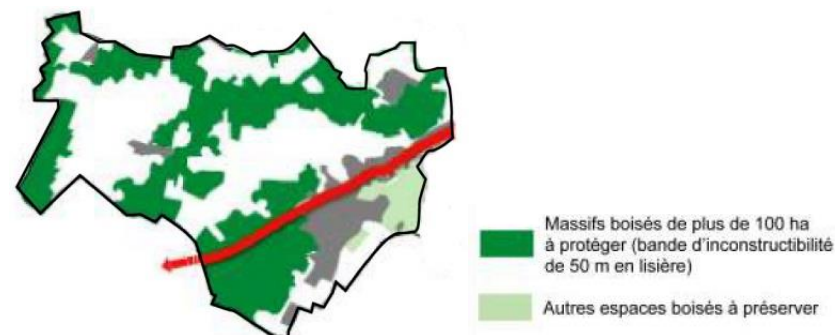 Massifs boisés de plus de 100 ha
à protéger (bande d'inconstructibilité
de 50 m en lisière)
Autres espaces boisés à préserver